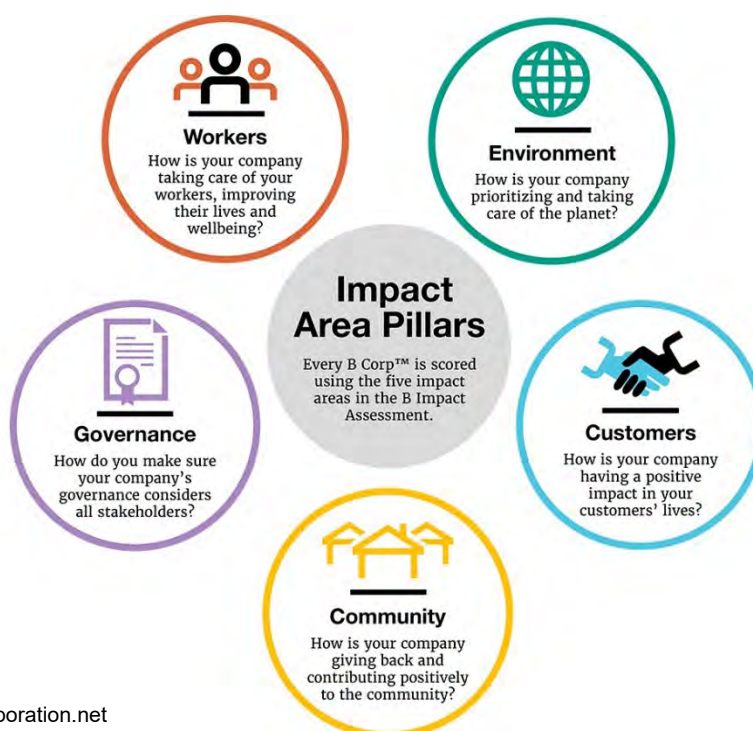 Workers
How is your company
taking care of your
workers, improving
their lives and
wellbeing?
Environment
How is your company
prioritizing and taking
care of the planet?
Impact
Area Pillars
Every B Corp™ is scored
using the five impact
areas in the B Impact
Assessment.
Governance
How do you make sure
your company's
governance considers
all stakeholders?
Customers
How is your company
having a positive
impact in your
customers' lives?
Community
How is your company
giving back and
contributing positively
to the community?
oration.net